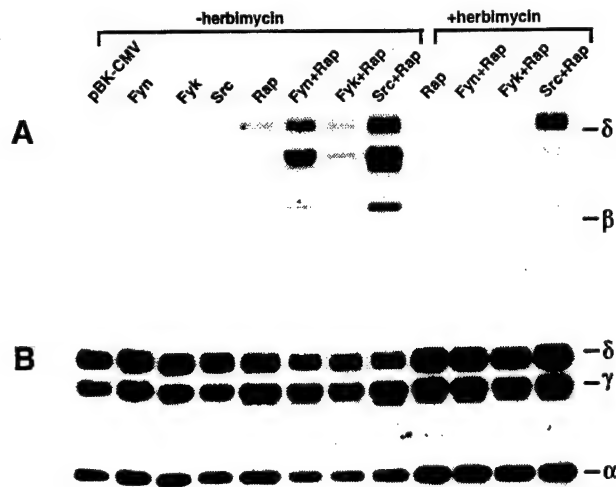 -herbimycin +herbimycin
pBK-CMV Fyn Fyk Src Rap Fyn+Rap Fyk+Rap Src+Rap Rap Fyn+Rap Fyk+Rap Src+Rap
A
-δ
-β
B
-δ
-γ
-α